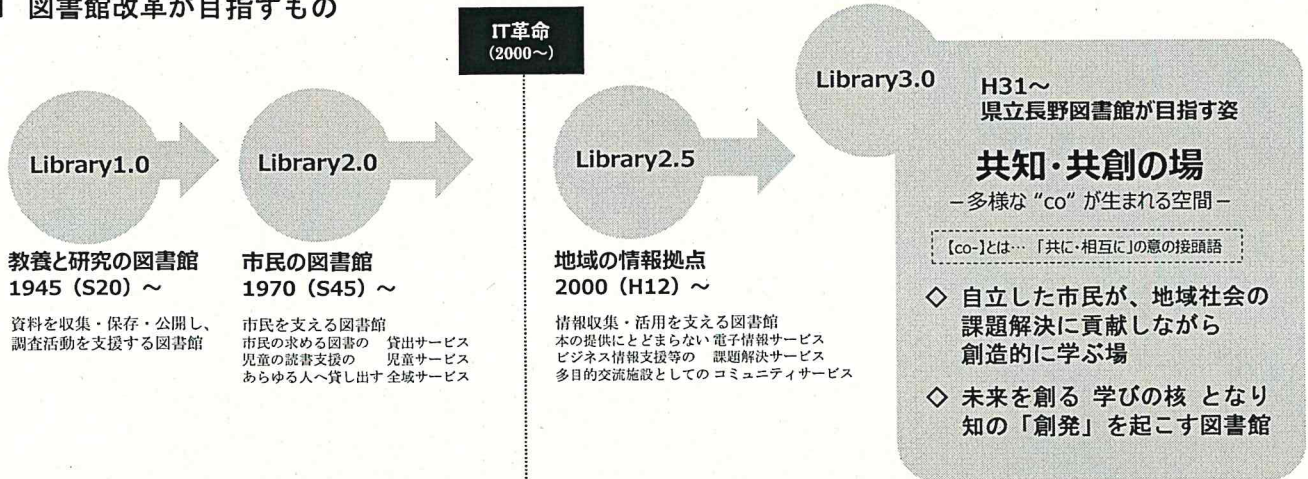 図書館改革が目指すもの
IT革命
(2000～)
Library1.0
教養と研究の図書館
1945（S20）～
資料を収集・保存・公開し、
調査活動を支援する図書館
Library2.0
市民の図書館
1970（S45）～
市民を支える図書館
市民の求める図書の 貸出サービス
児童の読書支援の 児童サービス
あらゆる人へ貸し出す 全域サービス
Library2.5
地域の情報拠点
2000（H12）～
情報収集・活用を支える図書館
本の提供にとどまらない 電子情報サービス
ビジネス情報支援等の 課題解決サービス
多目的交流施設としての コミュニティサービス
Library3.0
H31～
県立長野図書館が目指す姿
共知・共創の場
－多様な “co” が生まれる空間－
【co-】とは… 「共に・相互に」の意の接頭語
◇ 自立した市民が、地域社会の
課題解決に貢献しながら
創造的に学ぶ場
◇ 未来を創る 学びの核 となり
知の「創発」を起こす図書館